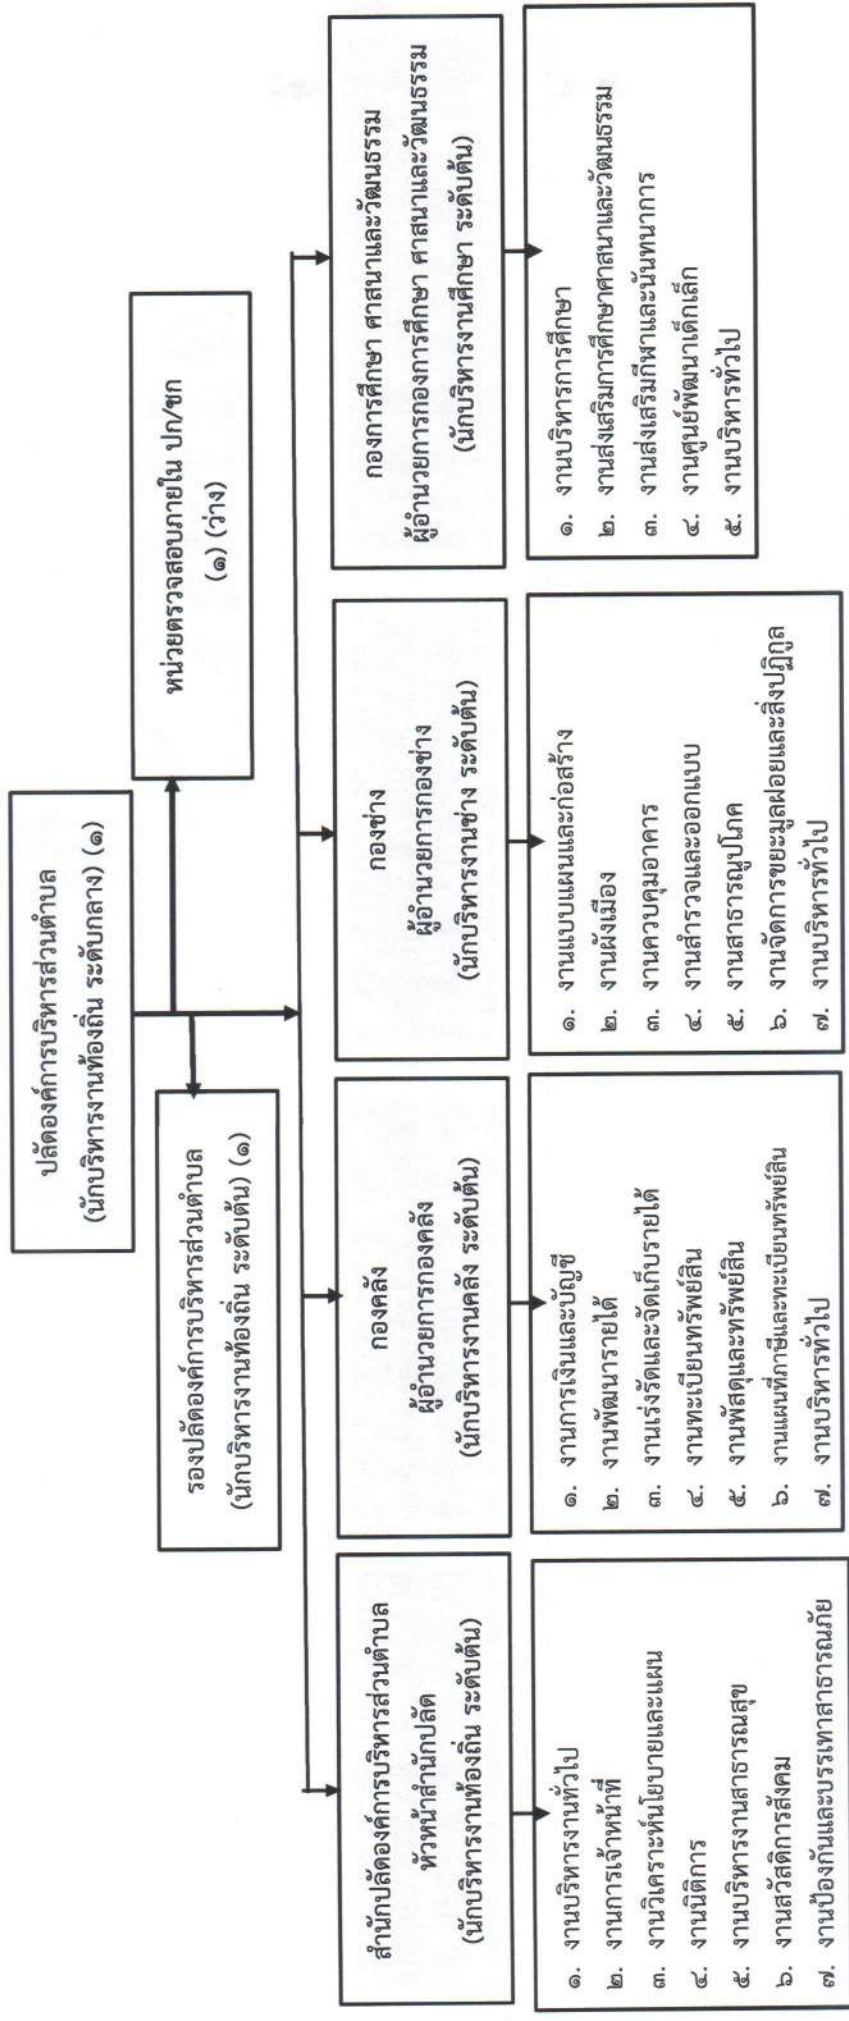 ปลัดองค์การบริหารส่วนตำบล
(นักบริหารงานท้องถิ่น ระดับกลาง) (๑)
หน่วยตรวจสอบภายใน ปก/ชก
(๑) (ว่าง)
รองปลัดองค์การบริหารส่วนตำบล
(นักบริหารงานท้องถิ่น ระดับต้น) (๑)
สำนักปลัดองค์การบริหารส่วนตำบล
หัวหน้าสำนักปลัด
(นักบริหารงานท้องถิ่น ระดับต้น)
๑. งานบริหารงานทั่วไป
๒. งานการเจ้าหน้าที่
๓. งานวิเคราะห์นโยบายและแผน
๔. งานนิติการ
๕. งานบริหารงานสาธารณสุข
๖. งานสวัสดิการสังคม
๗. งานป้องกันและบรรเทาสาธารณภัย
กองคลัง
ผู้อำนวยการกองคลัง
(นักบริหารงานคลัง ระดับต้น)
๑. งานการเงินและบัญชี
๒. งานพัฒนารายได้
๓. งานเร่งรัดและจัดเก็บรายได้
๔. งานทะเบียนทรัพย์สิน
๕. งานพัสดุและทรัพย์สิน
๖. งานแผนที่ภาษีและทะเบียนทรัพย์สิน
๗. งานบริหารทั่วไป
กองช่าง
ผู้อำนวยการกองช่าง
(นักบริหารงานช่าง ระดับต้น)
๑. งานแบบแผนและก่อสร้าง
๒. งานผังเมือง
๓. งานควบคุมอาคาร
๔. งานสำรวจและออกแบบ
๕. งานสาธารณูปโภค
๖. งานจัดการขยะมูลฝอยและสิ่งปฏิกูล
๗. งานบริหารทั่วไป
กองการศึกษา ศาสนาและวัฒนธรรม
ผู้อำนวยการกองการศึกษา ศาสนาและวัฒนธรรม
(นักบริหารงานศึกษา ระดับต้น)
๑. งานบริหารการศึกษา
๒. งานส่งเสริมการศึกษาศาสนาและวัฒนธรรม
๓. งานส่งเสริมกีฬาและนันทนาการ
๔. งานศูนย์พัฒนาเด็กเล็ก
๕. งานบริหารทั่วไป